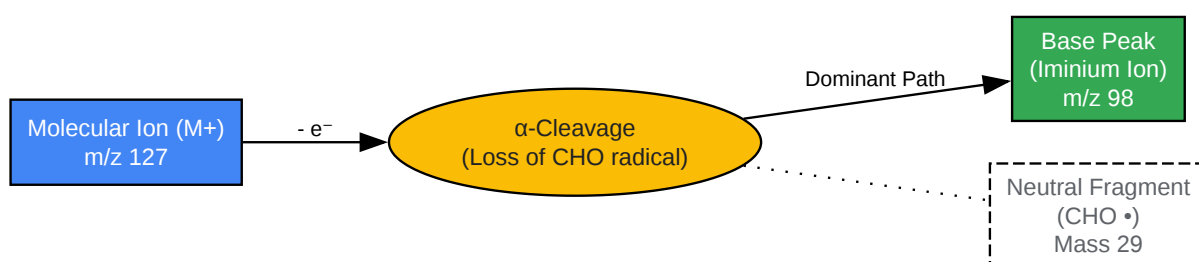 Molecular Ion (M+)
m/z 127
- e⁻
α-Cleavage
(Loss of CHO radical)
Dominant Path
Base Peak
(Iminium Ion)
m/z 98
Neutral Fragment
(CHO •)
Mass 29